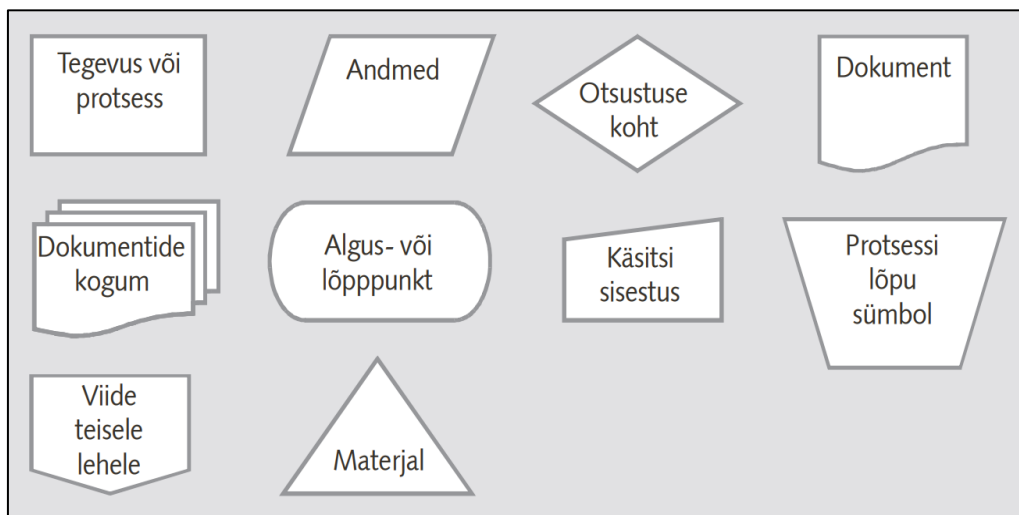 Tegevus või
protsess
Andmed
Otsustuse
koht
Dokument
Dokumentide
kogum
Algus- või
lõpppunkt
Käsitsi
sisestus
Protsessi
lõpu
sümbol
Viide
teisele
lehele
Materjal